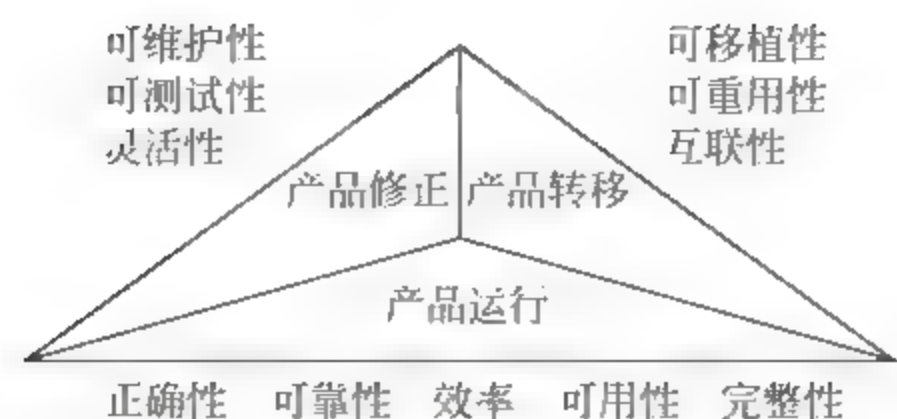 可维护性
可测试性
灵活性
可移植性
可重用性
互联性
产品修正 产品转移
产品运行
正确性 可靠性 效率 可用性 完整性